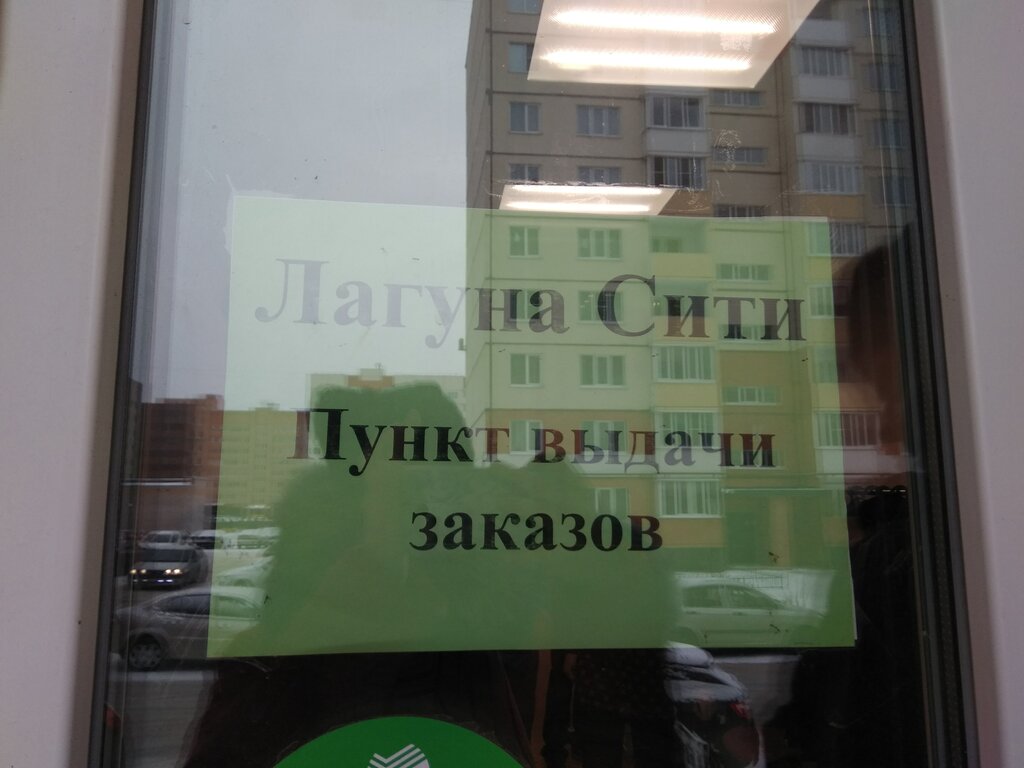 Лагуна Сити
Пункт выдачи
заказов